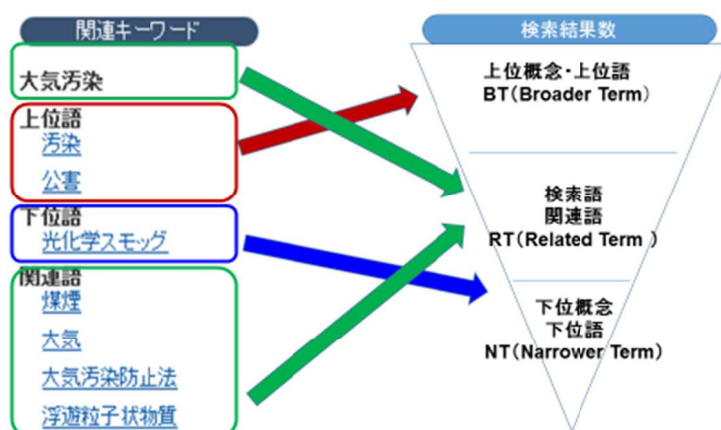 関連キーワード
大気汚染
上位語
汚染
公害
下位語
光化学スモッグ
関連語
煤煙
大気
大気汚染防止法
浮遊粒子状物質
検索結果数
上位概念・上位語
BT(Broader Term)
検索語
関連語
RT(Related Term )
下位概念
下位語
NT(Narrower Term)